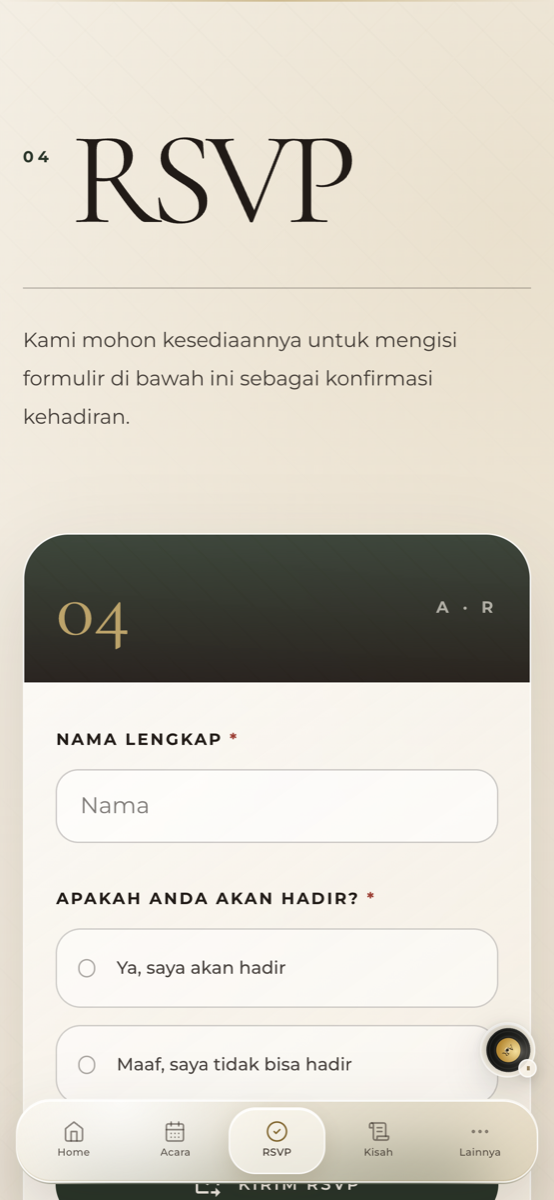 04
RSVP
Kami mohon kesediaannya untuk mengisi
formulir di bawah ini sebagai konfirmasi
kehadiran.
04
A · R
NAMA LENGKAP *
Nama
APAKAH ANDA AKAN HADIR? *
Ya, saya akan hadir
Maaf, saya tidak bisa hadir
KIRIM RSVP
Home
Acara
RSVP
Kisah
Lainnya